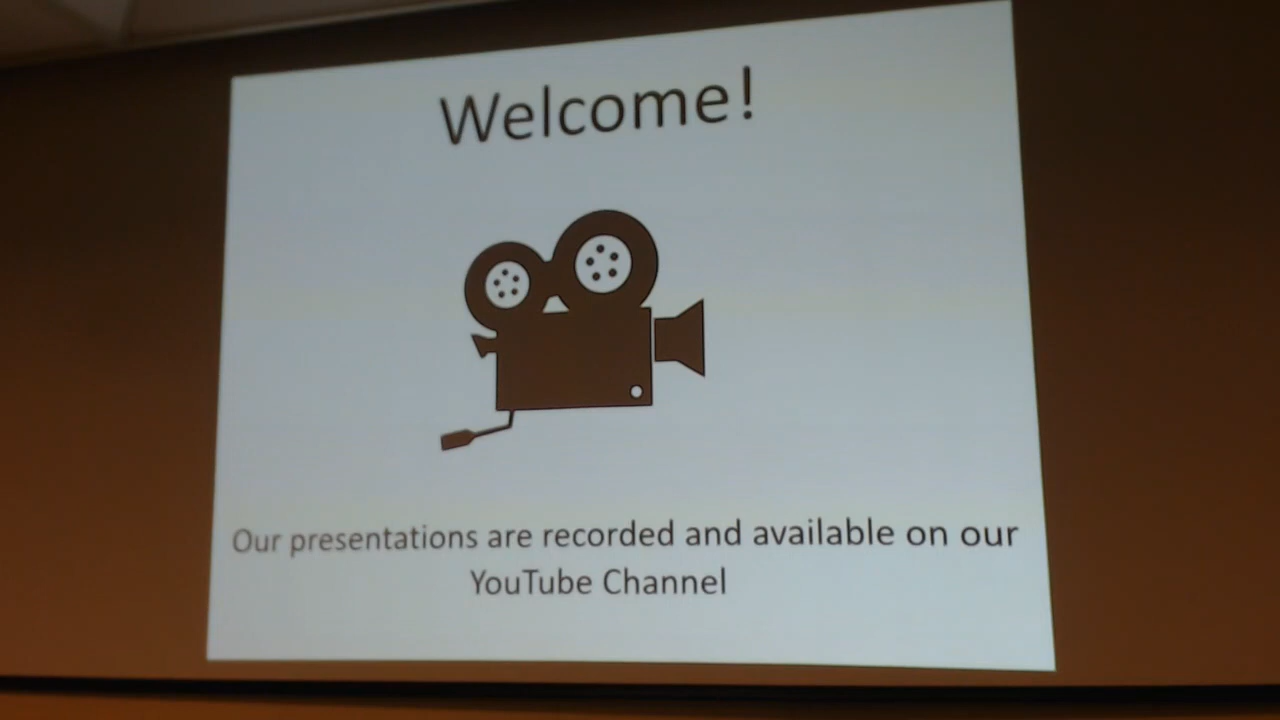 Welcome!
Our presentations are recorded and available on our
YouTube Channel